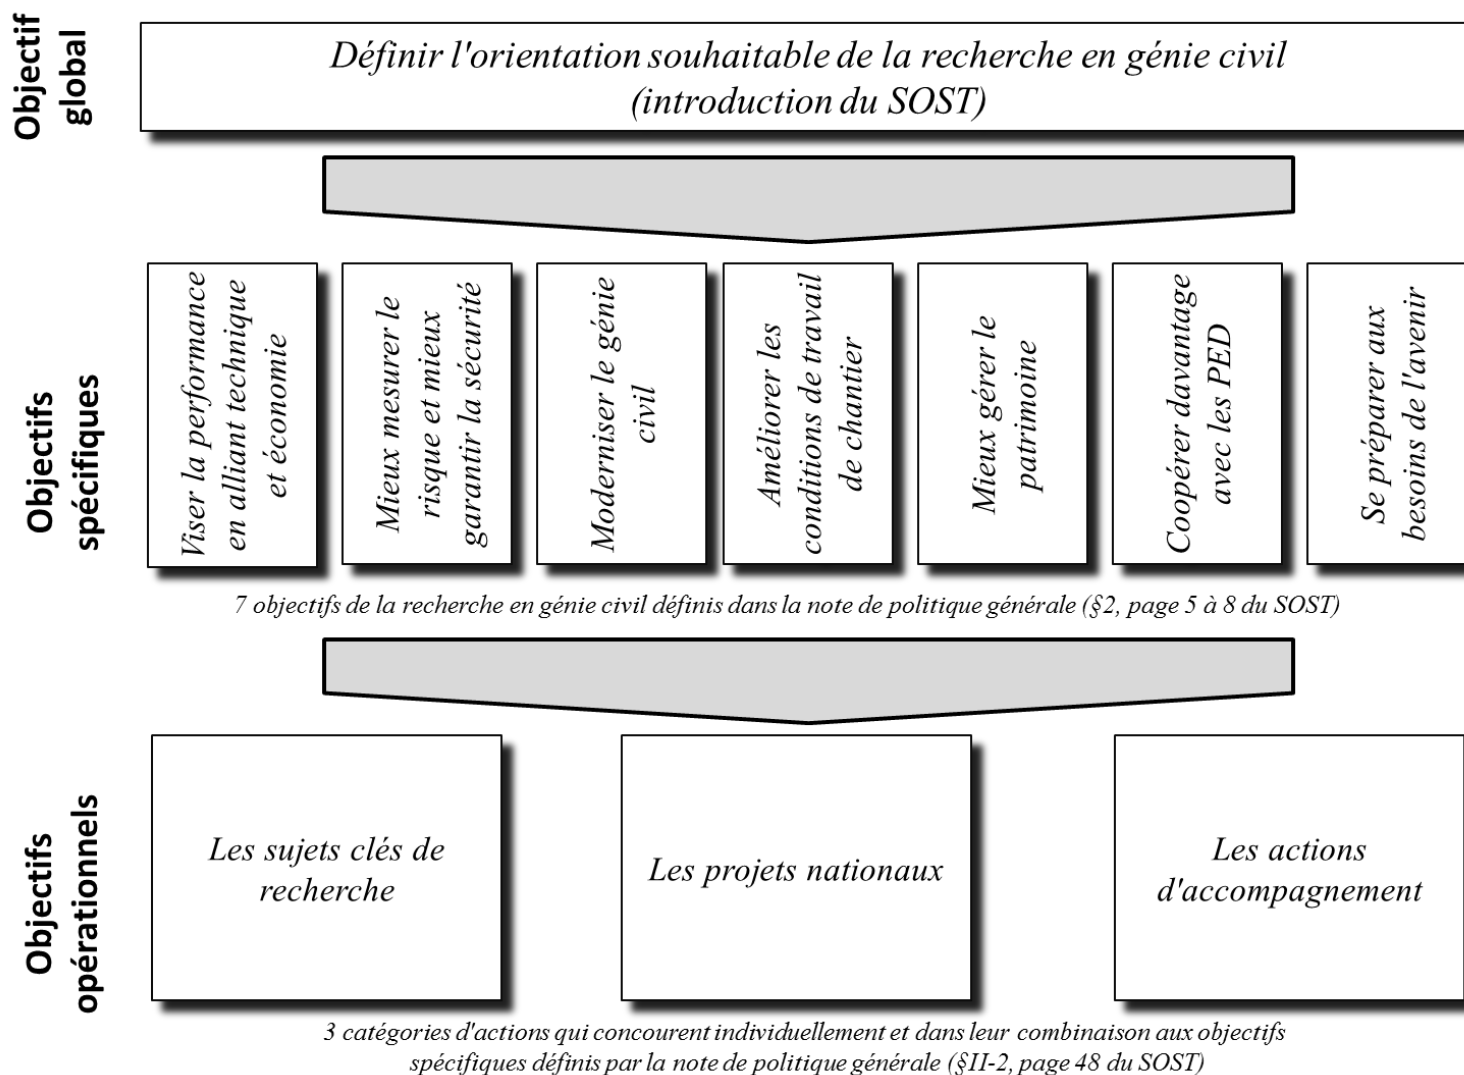 Objectif
global
Définir l'orientation souhaitable de la recherche en génie civil
(introduction du SOST)
Objectifs
spécifiques
Viser la performance
en alliant technique
et économie
Mieux mesurer le
risque et mieux
garantir la sécurité
Moderniser le génie
civil
Améliorer les
conditions de travail
de chantier
Mieux gérer le
patrimoine
Coopérer davantage
avec les PED
Se préparer aux
besoins de l'avenir
7 objectifs de la recherche en génie civil définis dans la note de politique générale (§2, page 5 à 8 du SOST)
Objectifs
opérationnels
Les sujets clés de
recherche
Les projets nationaux
Les actions
d'accompagnement
3 catégories d'actions qui concourent individuellement et dans leur combinaison aux objectifs
spécifiques définis par la note de politique générale (§II-2, page 48 du SOST)